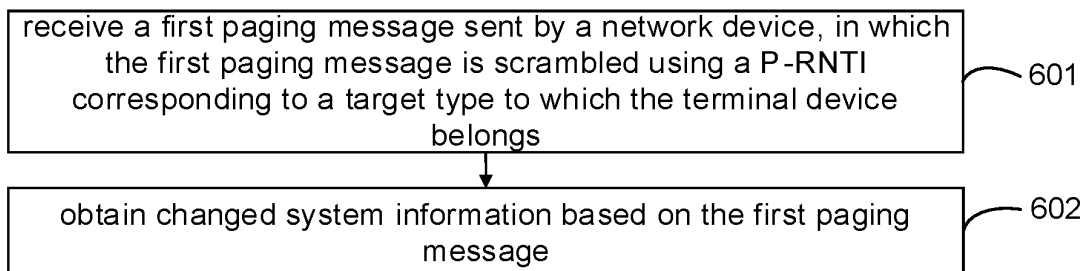 receive a first paging message sent by a network device, in which
the first paging message is scrambled using a P-RNTI
corresponding to a target type to which the terminal device
belongs
601
obtain changed system information based on the first paging
message
602